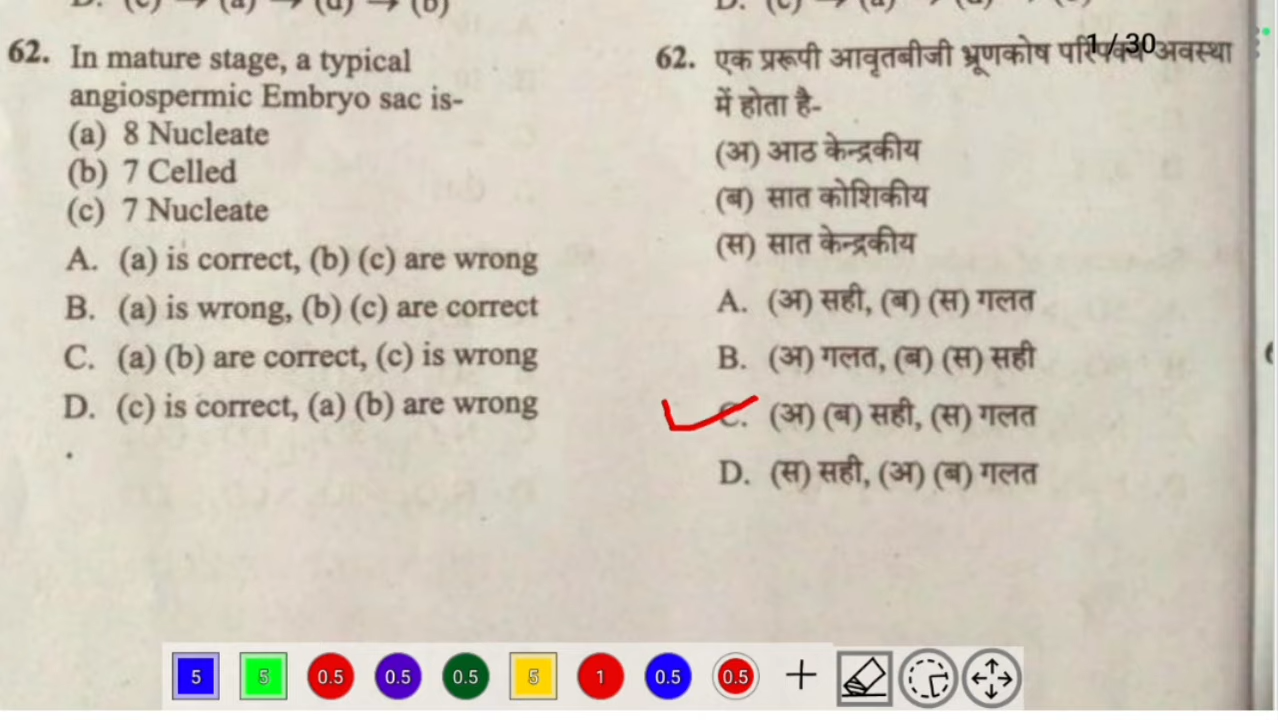 D. (c) → (a) → (d) → (b)
62. In mature stage, a typical
angiospermic Embryo sac is-
(a) 8 Nucleate
(b) 7 Celled
(c) 7 Nucleate
A. (a) is correct, (b) (c) are wrong
B. (a) is wrong, (b) (c) are correct
C. (a) (b) are correct, (c) is wrong
D. (c) is correct, (a) (b) are wrong
62. एक प्ररूपी आवृतबीजी भ्रूणकोष परिपक्व अवस्था
में होता है-
(अ) आठ केन्द्रकीय
(ब) सात कोशिकीय
(स) सात केन्द्रकीय
A. (अ) सही, (ब) (स) गलत
B. (अ) गलत, (ब) (स) सही
C. (अ) (ब) सही, (स) गलत
D. (स) सही, (अ) (ब) गलत
1 / 30
5 5 0.5 0.5 0.5 5 1 0.5 0.5